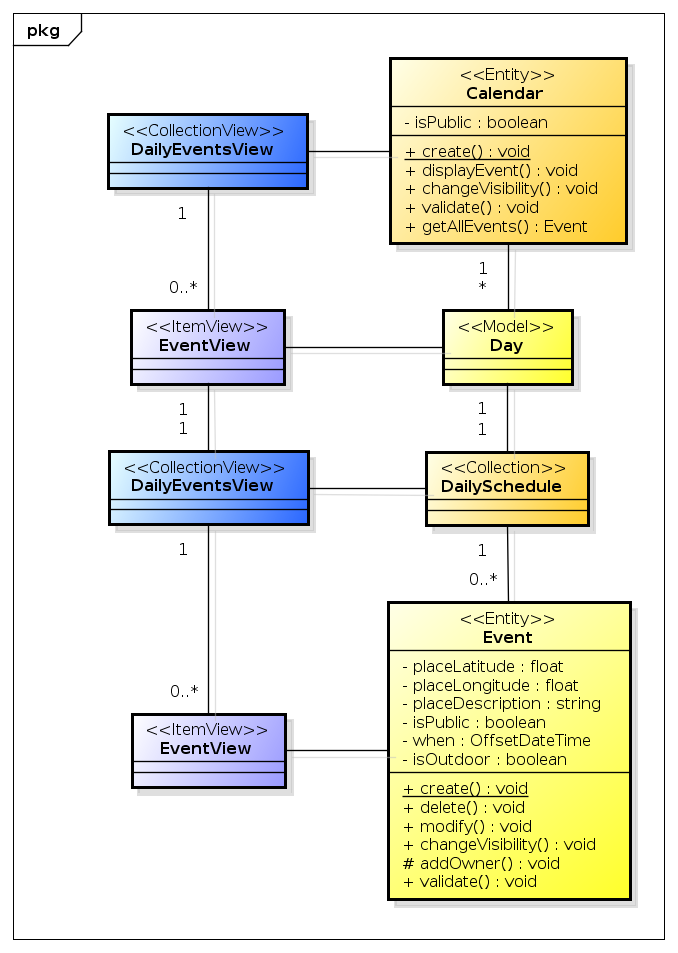 pkg
<<Entity>>
Calendar
- isPublic : boolean
+ create() : void
+ displayEvent() : void
+ changeVisibility() : void
+ validate() : void
+ getAllEvents() : Event
<<CollectionView>>
DailyEventsView
1
0..*
1
*
<<ItemView>>
EventView
<<Model>>
Day
1
1
1
1
<<CollectionView>>
DailyEventsView
<<Collection>>
DailySchedule
1
0..*
1
0..*
<<Entity>>
Event
- placeLatitude : float
- placeLongitude : float
- placeDescription : string
- isPublic : boolean
- when : OffsetDateTime
- isOutdoor : boolean
+ create() : void
+ delete() : void
+ modify() : void
+ changeVisibility() : void
# addOwner() : void
+ validate() : void
<<ItemView>>
EventView